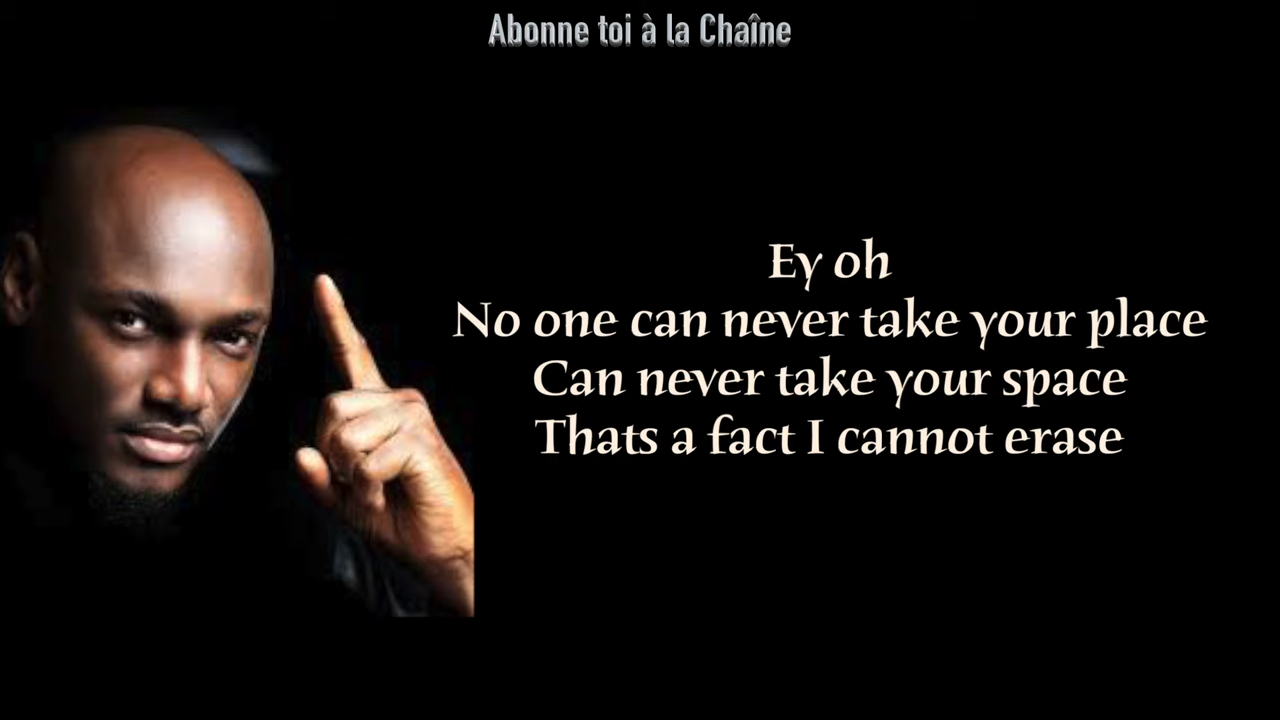 Abonne toi à la Chaîne
Ey oh
No one can never take your place
Can never take your space
Thats a fact I cannot erase